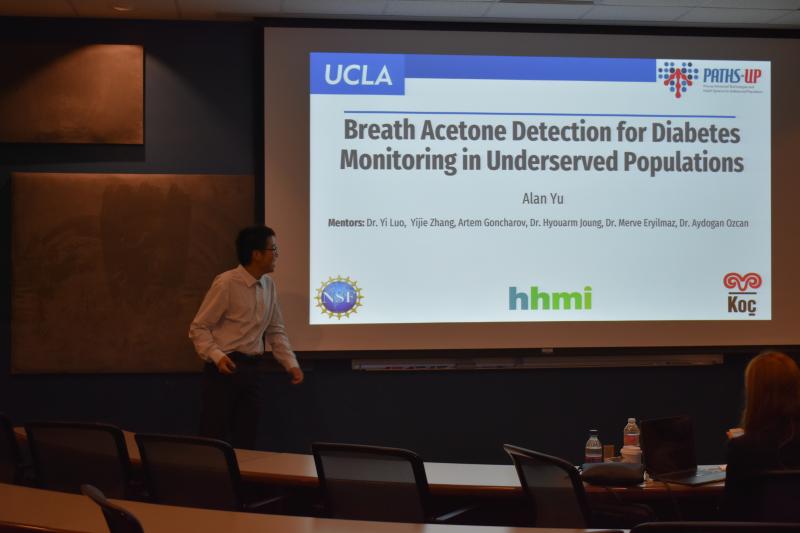 UCLA
PATHS-UP
Breath Acetone Detection for Diabetes
Monitoring in Underserved Populations
Alan Yu
Mentors: Dr. Yi Luo, Yijie Zhang, Artem Goncharov, Dr. Hyouarm Joung, Dr. Merve Eryilmaz, Dr. Aydogan Ozcan
NSF
hhmi
Koç